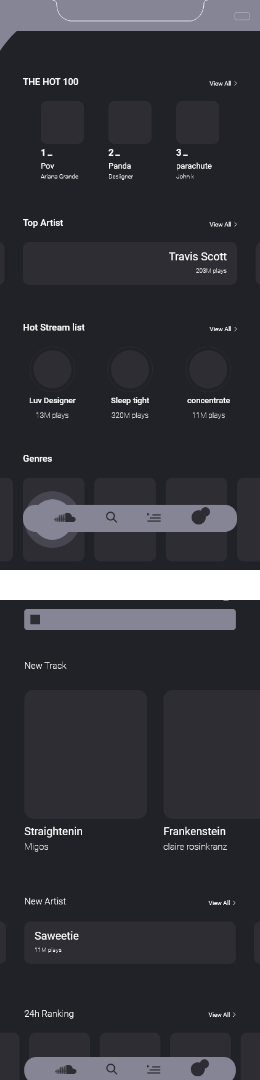 THE HOT 100
View All >
1 -
2 -
3 -
Pov
Panda
parachute
Ariana Grande
Desiigner
John k
Top Artist
View All >
Travis Scott
203M plays
Hot Stream list
View All >
Luv Designer
Sleep tight
concentrate
13M plays
320M plays
11M plays
Genres
New Track
Straightenin
Frankenstein
Migos
claire rosinkranz
New Artist
View All >
Saweetie
11M plays
24h Ranking
View All >